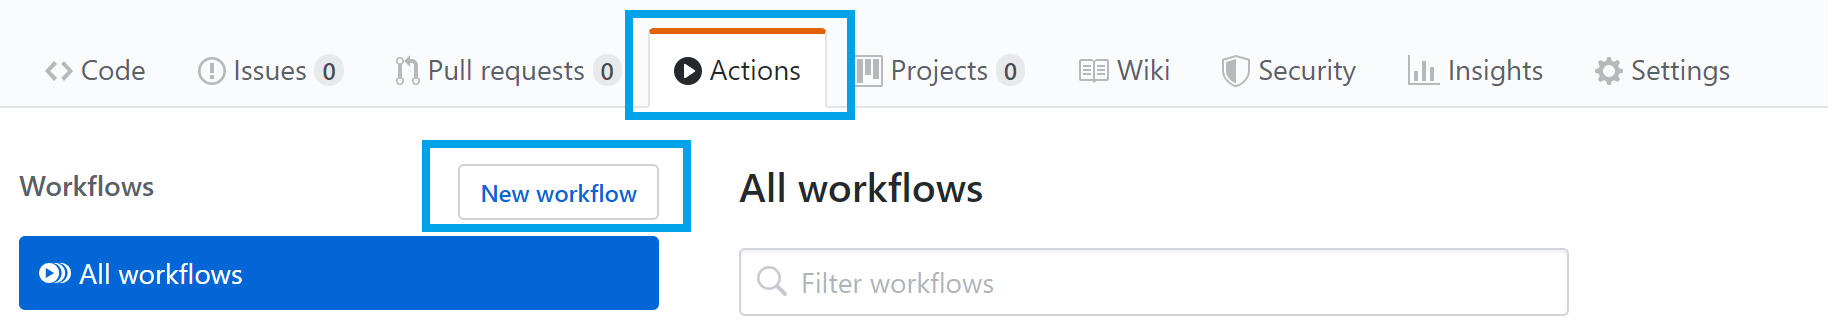 Code Issues 0 Pull requests 0 Actions Projects 0 Wiki Security Insights Settings
Workflows New workflow All workflows
All workflows Filter workflows